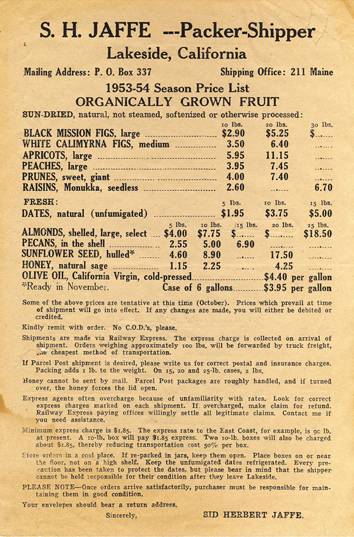 S. H. JAFFE ---Packer-Shipper
Lakeside, California
Mailing Address: P. O. Box 337 Shipping Office: 211 Maine
1953-54 Season Price List
ORGANICALLY GROWN FRUIT
SUN-DRIED, natural, not steamed, softenized or otherwise processed:
10 lbs. 20 lbs. 30 lbs.
BLACK MISSION FIGS, large $2.90 $5.25 $
WHITE CALIMYRNA FIGS, medium 3.50 6.40
APRICOTS, large 5.95 11.15
PEACHES, large 3.95 7.45
PRUNES, sweet, giant 4.00 7.40
RAISINS, Monukka, seedless 2.60 6.70
FRESH: 5 lbs. 10 lbs. 15 lbs.
DATES, natural (unfumigated) $1.95 $3.75 $5.00
5 lbs. 10 lbs. 15 lbs. 20 lbs. 25 lbs.
ALMONDS, shelled, large, select $4.00 $7.75 $ $ $18.50
PECANS, in the shell 2.55 5.00 6.90
SUNFLOWER SEED, hulled* 4.60 8.90 17.50
HONEY, natural sage 1.15 2.25 4.25
OLIVE OIL, California Virgin, cold-pressed $4.40 per gallon
*Ready in November. Case of 6 gallons $3.95 per gallon
Some of the above prices are tentative at this time (October). Prices which prevail at time
of shipment will go into effect. If any changes are made, you will either be debited or
credited.
Kindly remit with order. No C.O.D.'s, please.
Shipments are made via Railway Express. The express charge is collected on arrival of
shipment. Orders weighing approximately 100 lbs, will be forwarded by truck freight,
cheapest method of transportation.
If Parcel Post shipment is desired, please write us for correct postal and insurance charges.
Packing adds 1 lb. to the weight. On 15, 20 and 25-lb. cases, 2 lbs,
Honey cannot be sent by mail. Parcel Post packages are roughly handled, and if turned
over, the honey forces the lid open.
Express agents often overcharge because of unfamiliarity with rates. Look for correct
express charges marked on each shipment. If overcharged, make claim for refund.
Railway Express paying officers willingly settle all legitimate claims. Contact me if
you need assistance.
Minimum express charge is $1.85. The express rate to the East Coast, for example, is 9c lb.
at present. A 10-lb, box will pay $1.85 express. Two 10-lb. boxes will also be charged
about $1.85, thereby reducing transportation cost 50% per box.
Store orders in a cool place. If re-packed in jars, keep them open. Place boxes on or near
the floor, not on a high shelf. Keep the unfumigated dates refrigerated. Every
has been taken to protect the dates, but please bear in mind that the shipper
cannot be held responsible for their condition after they leave Lakeside.
PLEASE NOTE—Once orders arrive satisfactorily, purchaser must be responsible for main-
taining them in good condition.
Your envelopes should bear a return address.
Sincerely, SID HERBERT JAFFE.